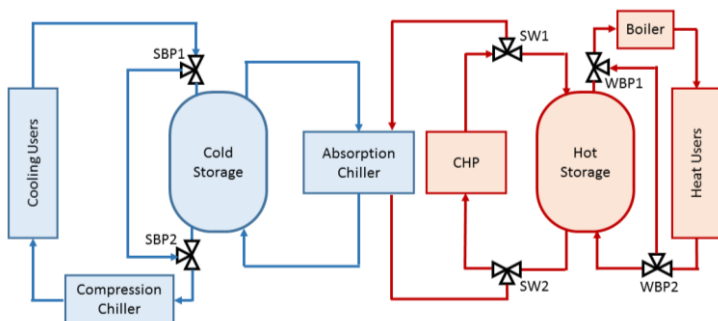 SBP1
SW1
Boiler
WBP1
Cooling Users
Cold
Storage
Absorption
Chiller
CHP
Hot
Storage
Heat Users
SBP2
Compression
Chiller
SW2
WBP2